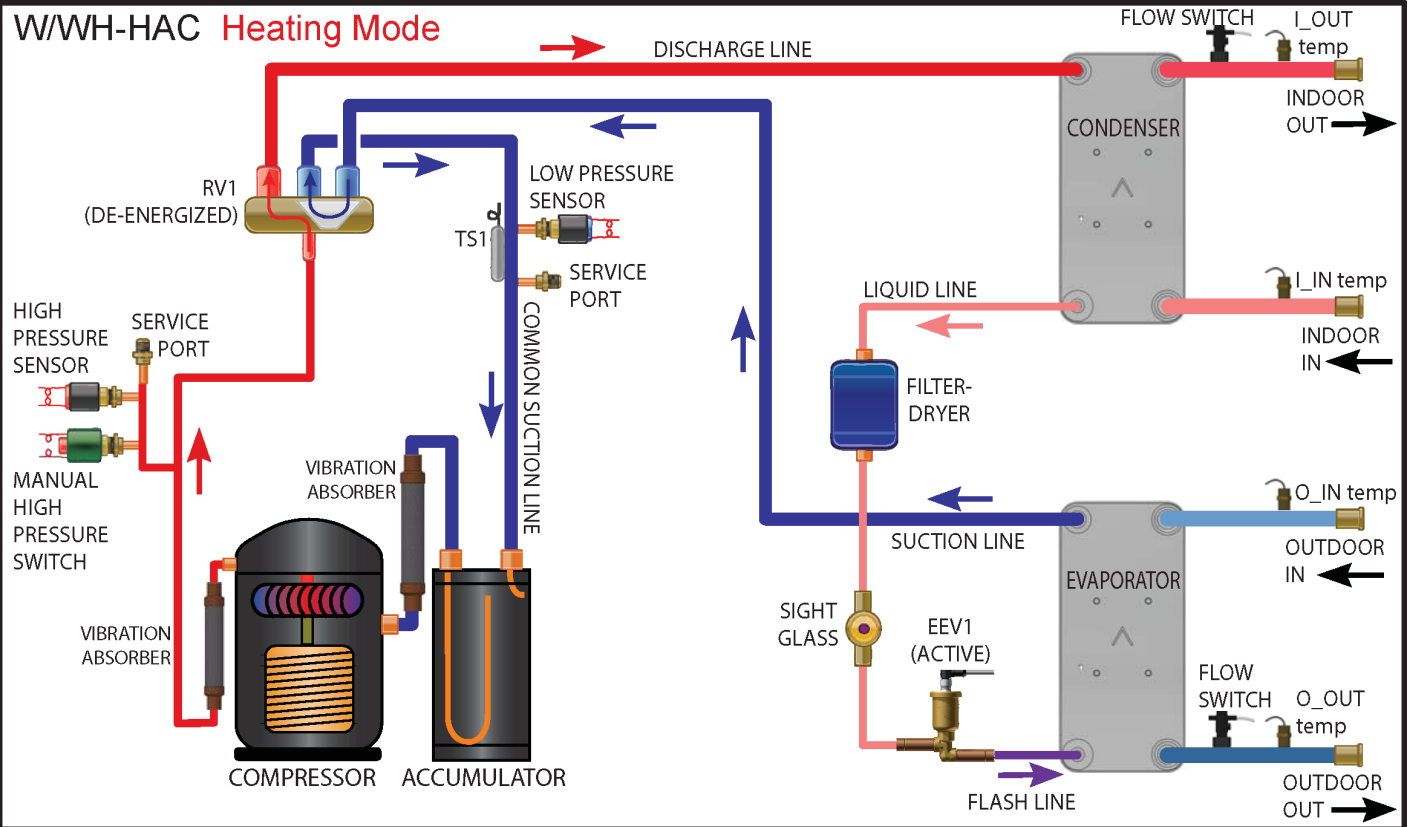 W/WH-HAC Heating Mode
DISCHARGE LINE
FLOW SWITCH
I_OUT
temp
INDOOR
OUT
CONDENSER
RV1
(DE-ENERGIZED)
LOW PRESSURE
SENSOR
TS1
SERVICE
PORT
COMMON SUCTION LINE
LIQUID LINE
I_IN temp
INDOOR
IN
HIGH
PRESSURE
SENSOR
SERVICE
PORT
MANUAL
HIGH
PRESSURE
SWITCH
FILTER-
DRYER
VIBRATION
ABSORBER
SUCTION LINE
O_IN temp
OUTDOOR
IN
EVAPORATOR
VIBRATION
ABSORBER
SIGHT
GLASS
EEV1
(ACTIVE)
FLOW
SWITCH
O_OUT
temp
COMPRESSOR
ACCUMULATOR
FLASH LINE
OUTDOOR
OUT